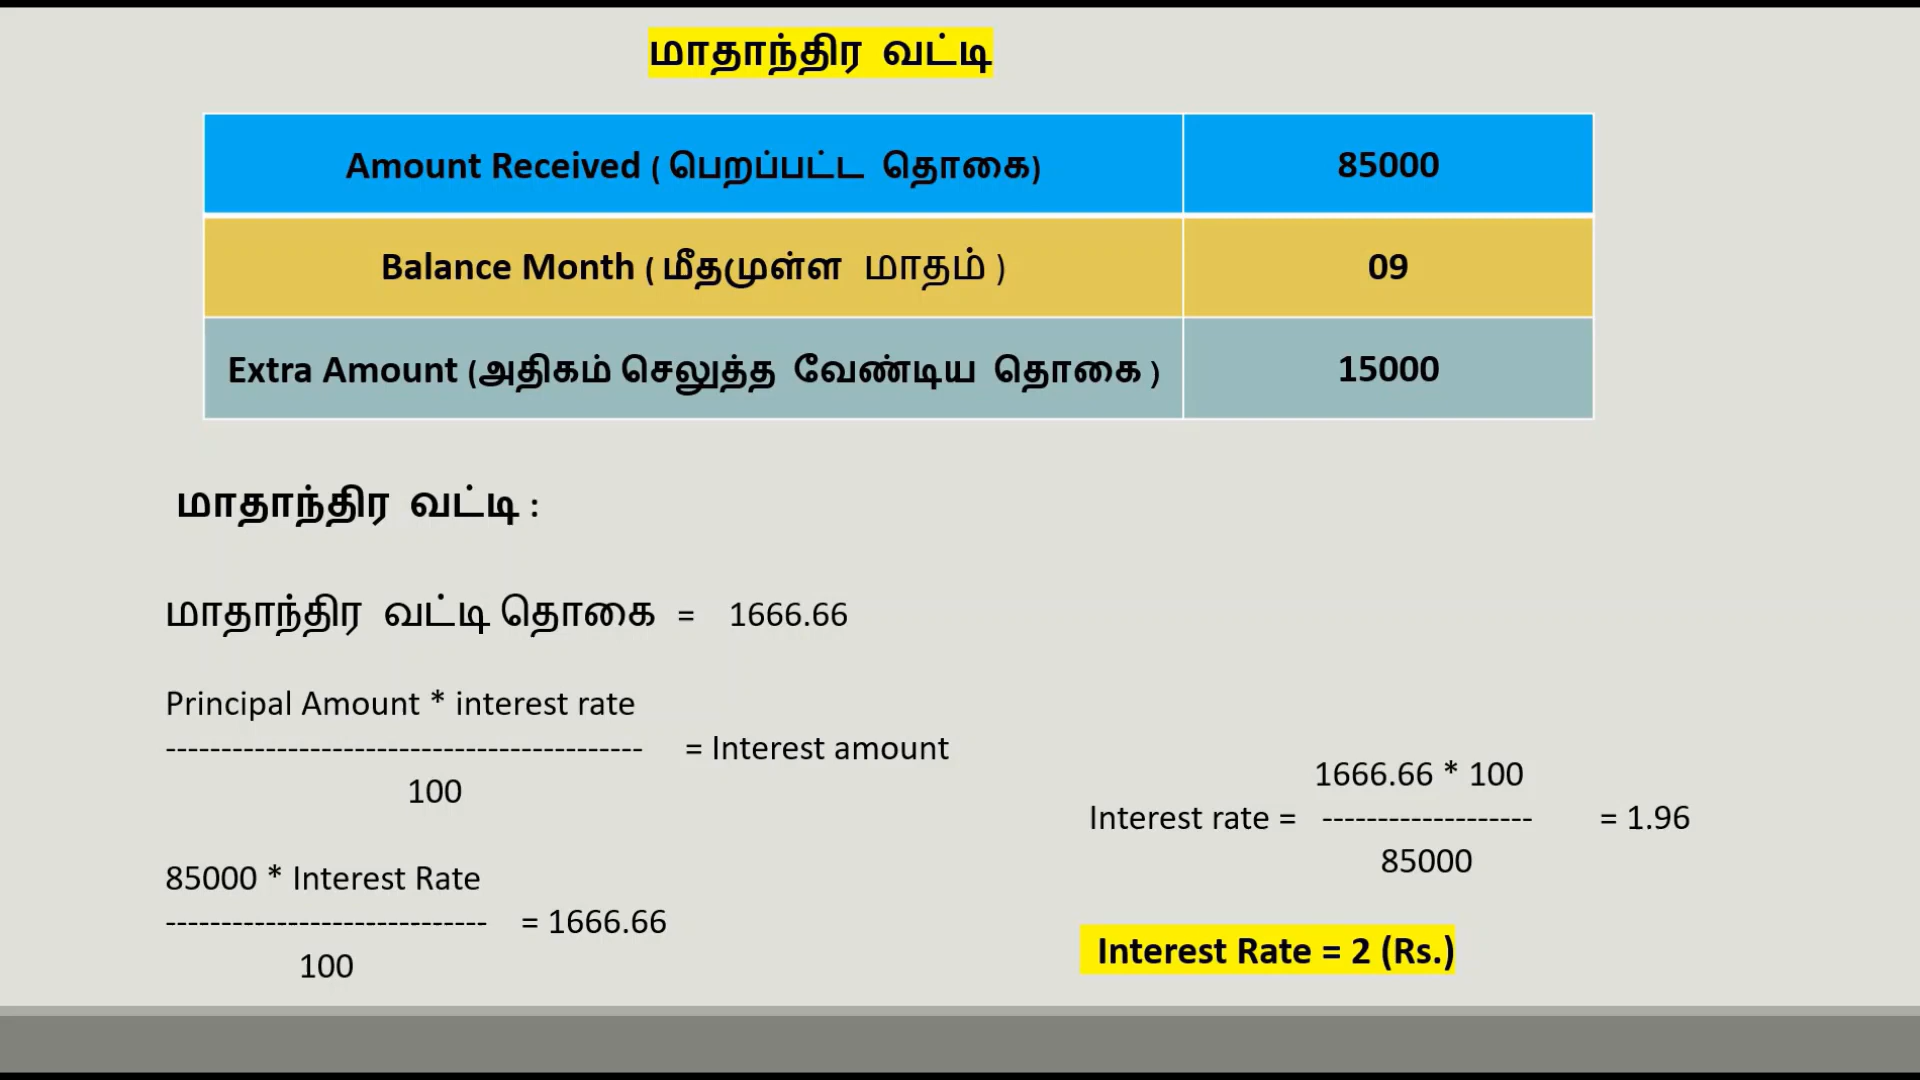 மாதாந்திர வட்டி
Amount Received ( பெறப்பட்ட தொகை) 85000
Balance Month ( மீதமுள்ள மாதம் ) 09
Extra Amount (அதிகம் செலுத்த வேண்டிய தொகை ) 15000
மாதாந்திர வட்டி :
மாதாந்திர வட்டி தொகை = 1666.66
Principal Amount * interest rate
------------------------------------------- = Interest amount
100
85000 * Interest Rate
----------------------------- = 1666.66
100
1666.66 * 100
Interest rate = ------------------- = 1.96
85000
Interest Rate = 2 (Rs.)